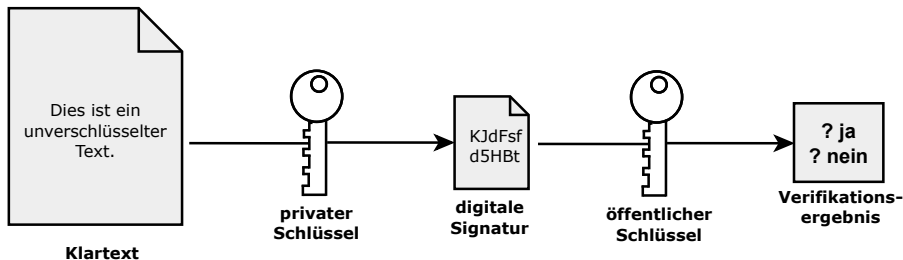 Dies ist ein
unverschlüsselter
Text.
Klartext
privater
Schlüssel
KJdFsf
d5HBt
digitale
Signatur
öffentlicher
Schlüssel
? ja
? nein
Verifikations-
ergebnis